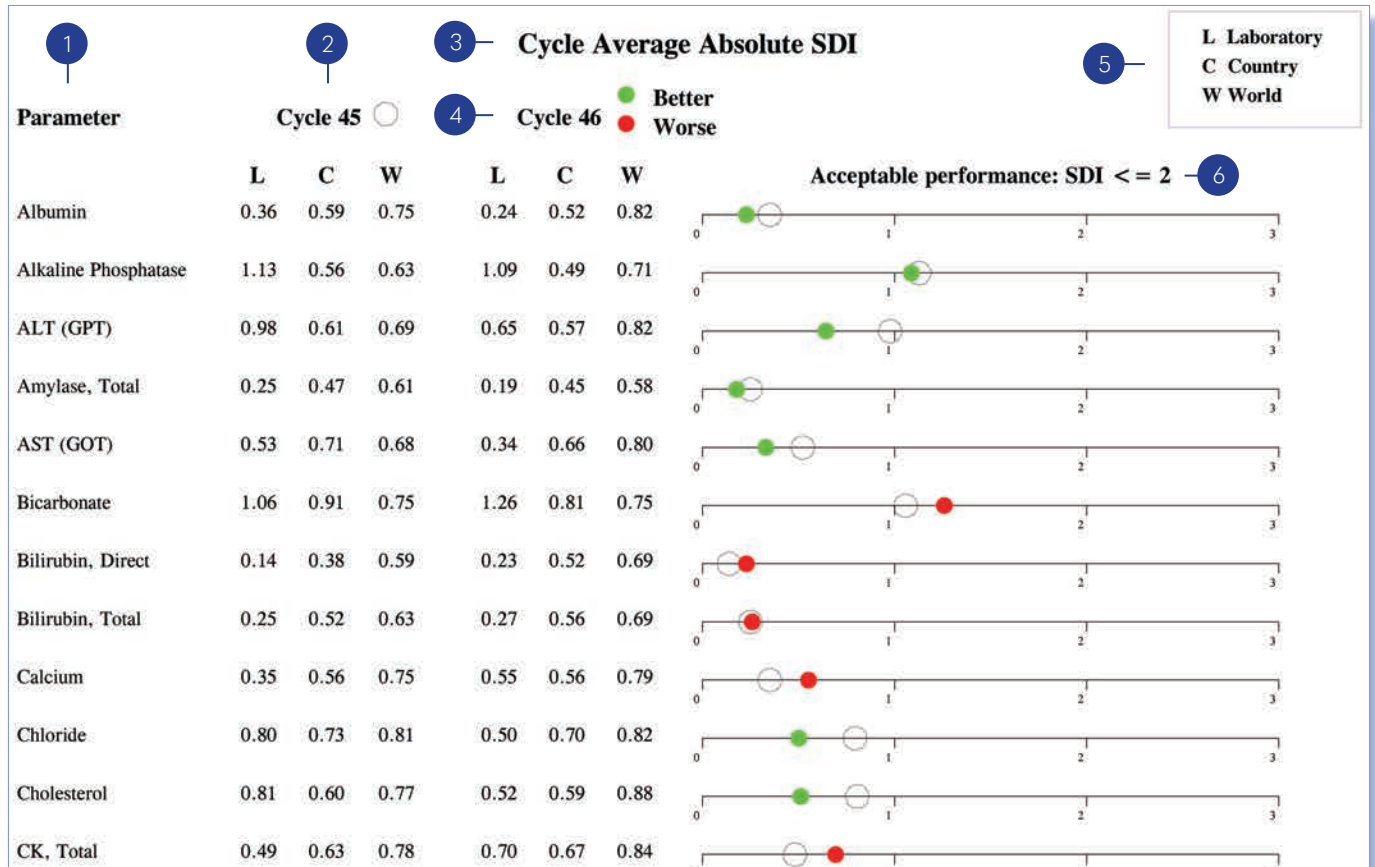 1 2 3 Cycle Average Absolute SDI 5 L Laboratory
C Country
W World
Parameter Cycle 45 4 Cycle 46 Better
Worse
L C W L C W Acceptable performance: SDI < = 2 6
Albumin 0.36 0.59 0.75 0.24 0.52 0.82 0 1 2 3
Alkaline Phosphatase 1.13 0.56 0.63 1.09 0.49 0.71 0 1 2 3
ALT (GPT) 0.98 0.61 0.69 0.65 0.57 0.82 0 1 2 3
Amylase, Total 0.25 0.47 0.61 0.19 0.45 0.58 0 1 2 3
AST (GOT) 0.53 0.71 0.68 0.34 0.66 0.80 0 1 2 3
Bicarbonate 1.06 0.91 0.75 1.26 0.81 0.75 0 1 2 3
Bilirubin, Direct 0.14 0.38 0.59 0.23 0.52 0.69 0 1 2 3
Bilirubin, Total 0.25 0.52 0.63 0.27 0.56 0.69 0 1 2 3
Calcium 0.35 0.56 0.75 0.55 0.56 0.79 0 1 2 3
Chloride 0.80 0.73 0.81 0.50 0.70 0.82 0 1 2 3
Cholesterol 0.81 0.60 0.77 0.52 0.59 0.88 0 1 2 3
CK, Total 0.49 0.63 0.78 0.70 0.67 0.84